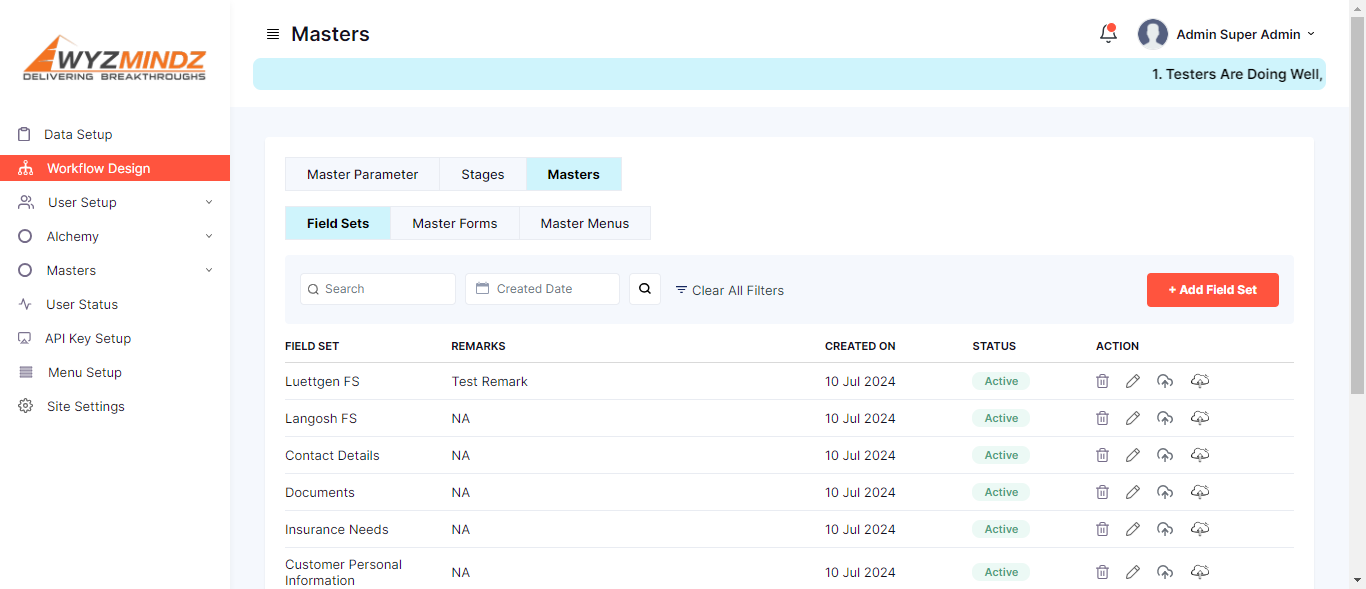 WYZMINDZ
DELIVERING BREAKTHROUGHS
Data Setup
Workflow Design
User Setup
Alchemy
Masters
User Status
API Key Setup
Menu Setup
Site Settings
Masters
Admin Super Admin
1. Testers Are Doing Well,
Master Parameter Stages Masters
Field Sets Master Forms Master Menus
Search Created Date Clear All Filters + Add Field Set
FIELD SET REMARKS CREATED ON STATUS ACTION
Luettgen FS Test Remark 10 Jul 2024 Active
Langosh FS NA 10 Jul 2024 Active
Contact Details NA 10 Jul 2024 Active
Documents NA 10 Jul 2024 Active
Insurance Needs NA 10 Jul 2024 Active
Customer Personal
Information NA 10 Jul 2024 Active